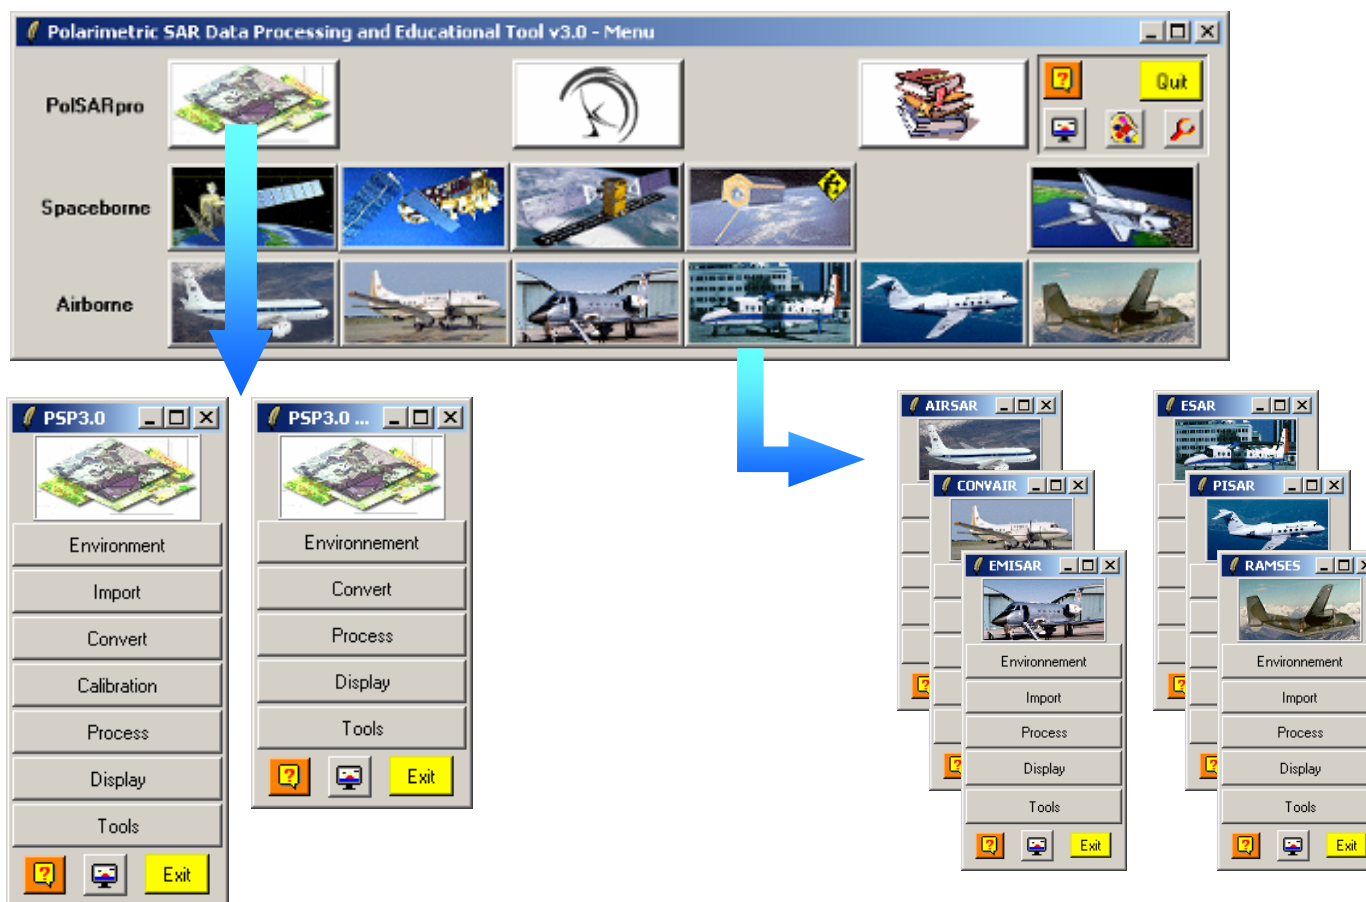 Polarimetric SAR Data Processing and Educational Tool v3.0 - Menu
PolSARpro
?
Quit
Spaceborne
Airborne
PSP3.0
Environment
Import
Convert
Calibration
Process
Display
Tools
?
Exit
PSP3.0 ...
Environnement
Convert
Process
Display
Tools
?
Exit
AIRSAR
?
CONVAIR
?
EMISAR
Environnement
Import
Process
Display
Tools
?
Exit
ESAR
?
PISAR
?
RAMSES
Environnement
Import
Process
Display
Tools
?
Exit